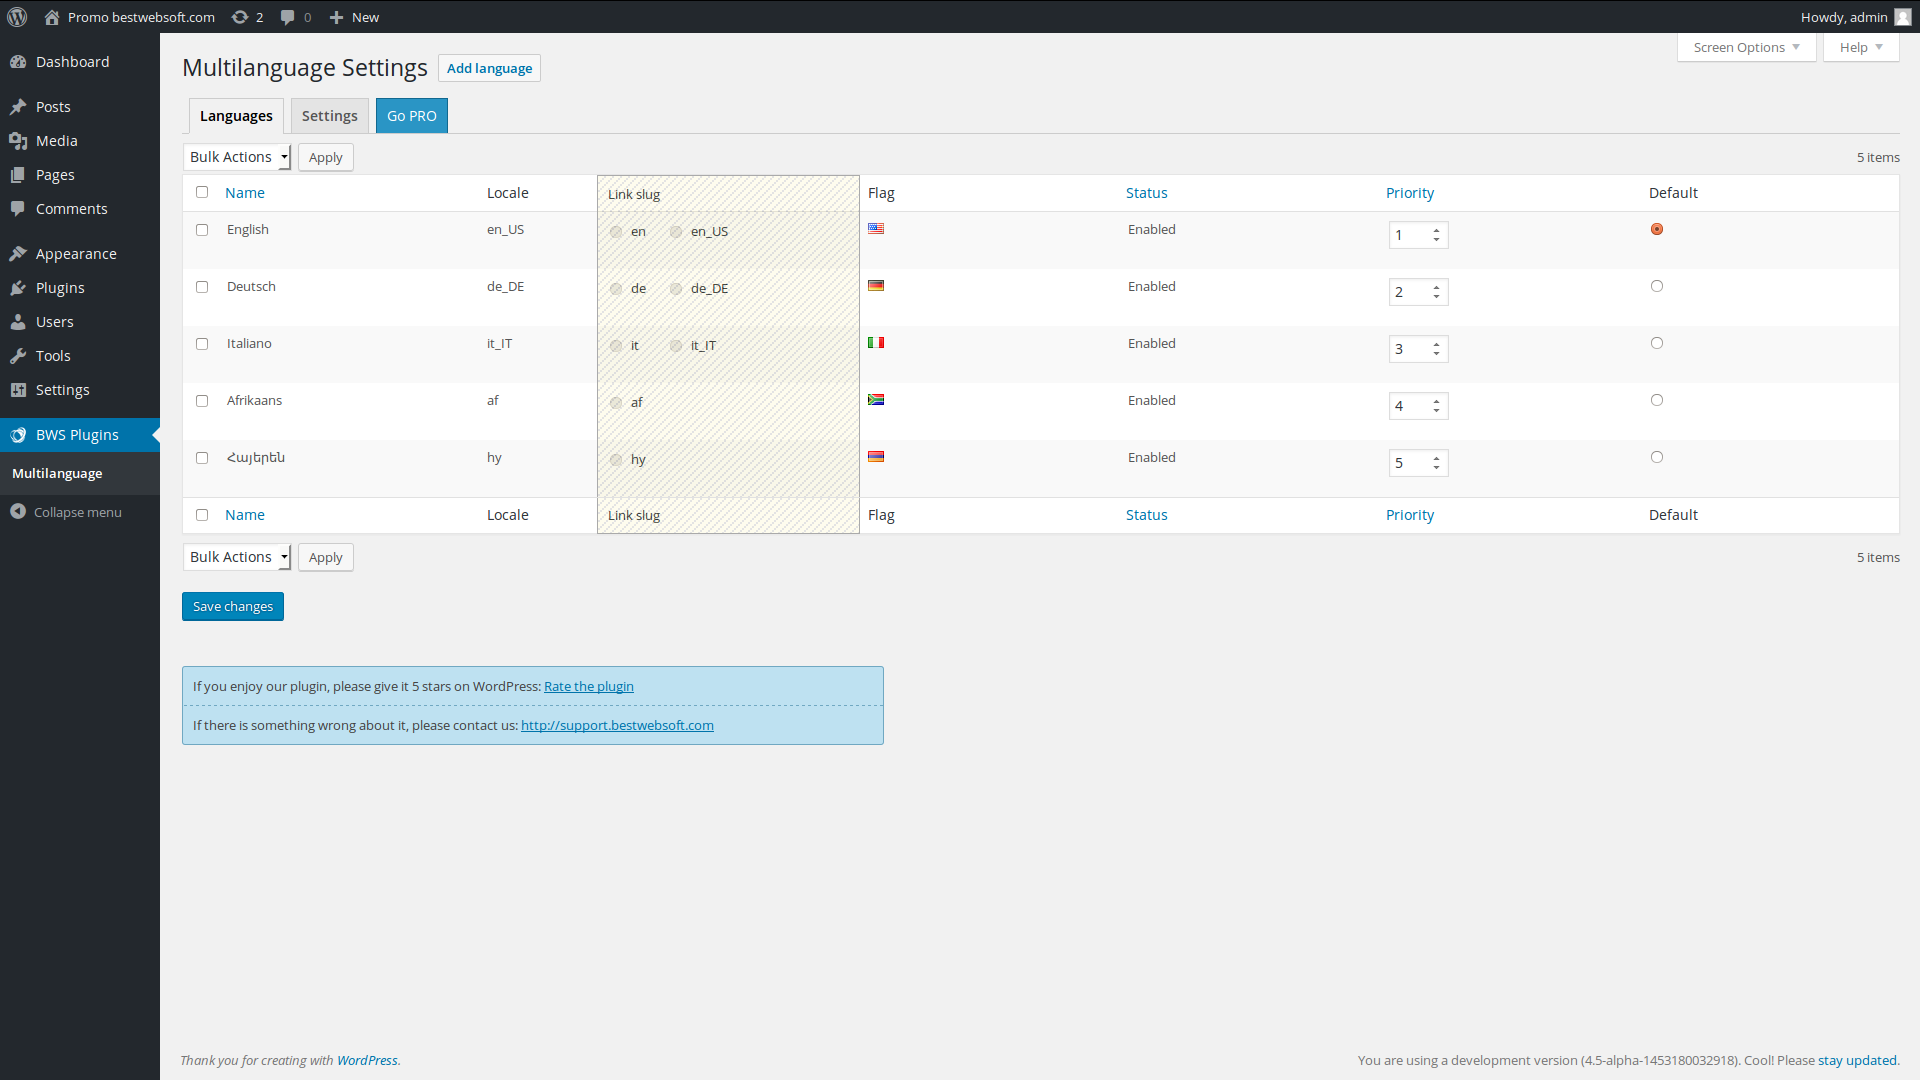 Promo bestwebsoft.com 2 0 New Howdy, admin
Screen Options Help
Dashboard
Posts
Media
Pages
Comments
Appearance
Plugins
Users
Tools
Settings
BWS Plugins
Multilanguage
Collapse menu
Multilanguage Settings Add language
Languages Settings Go PRO
Bulk Actions Apply 5 items
Name Locale Link slug Flag Status Priority Default
English en_US en en_US Enabled 1
Deutsch de_DE de de_DE Enabled 2
Italiano it_IT it it_IT Enabled 3
Afrikaans af af Enabled 4
Հայերեն hy hy Enabled 5
Name Locale Link slug Flag Status Priority Default
Bulk Actions Apply 5 items
Save changes
If you enjoy our plugin, please give it 5 stars on WordPress: Rate the plugin
If there is something wrong about it, please contact us: http://support.bestwebsoft.com
Thank you for creating with WordPress. You are using a development version (4.5-alpha-1453180032918). Cool! Please stay updated.